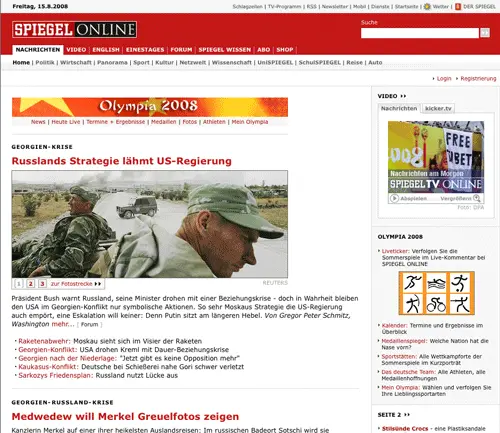 Freitag, 15.8.2008
Schlagzeilen | TV-Programm | RSS | Newsletter | Mobil | Dienste | Startseite | Wetter | DER SPIEGEL
SPIEGEL ONLINE
Suche
NACHRICHTEN VIDEO ENGLISH EINESTAGES FORUM SPIEGEL WISSEN ABO SHOP
Home | Politik | Wirtschaft | Panorama | Sport | Kultur | Netzwelt | Wissenschaft | UniSPIEGEL | SchulSPIEGEL | Reise | Auto
Login | Registrierung
Olympia 2008
News | Heute Live | Termine + Ergebnisse | Medaillen | Fotos | Athleten | Mein Olympia
GEORGIEN-KRISE
Russlands Strategie lähmt US-Regierung
1 2 3 zur Fotostrecke
REUTERS
Präsident Bush warnt Russland, seine Minister drohen mit einer Beziehungskrise - doch in Wahrheit bleiben
den USA im Georgien-Konflikt nur symbolische Aktionen. So sehr Moskaus Strategie die US-Regierung
auch empört, eine Eskalation will keiner: Denn Putin sitzt am längeren Hebel. Von Gregor Peter Schmitz,
Washington mehr... [ Forum ]
Raketenabwehr: Moskau sieht sich im Visier der Raketen
Georgien-Konflikt: USA drohen Kreml mit Dauer-Beziehungskrise
Georgien nach der Niederlage: "Jetzt gibt es keine Opposition mehr"
Kaukasus-Konflikt: Deutsche bei Schießerei nahe Gori schwer verletzt
Sarkozys Friedensplan: Russland nutzt Lücke aus
GEORGIEN-RUSSLAND-KRISE
Medwedew will Merkel Greuelfotos zeigen
Kanzlerin Merkel auf einer ihrer heikelsten Auslandsreisen: Im russischen Badeort Sotschi wird sie
VIDEO
Nachrichten kicker.tv
Nachrichten am Morgen
SPIEGEL TV ONLINE
Abspielen Vergrößern
Foto: DPA
OLYMPIA 2008
Liveticker: Verfolgen Sie die
Sommerspiele im Live-Kommentar bei
SPIEGEL ONLINE
Kalender: Termine und Ergebnisse im
Überblick
Medaillenspiegel: Welche Nation hat die
Nase vorn?
Sportstätten: Alle Wettkampforte der
Sommerspiele im Kurzporträt
Das deutsche Team: Alle Athleten, alle
Medaillenhoffnungen
Mein Olympia: Wählen und verfolgen Sie
Ihre Lieblingssportarten
SEITE 2
Stilsünde Crocs - eine Plastiksandale